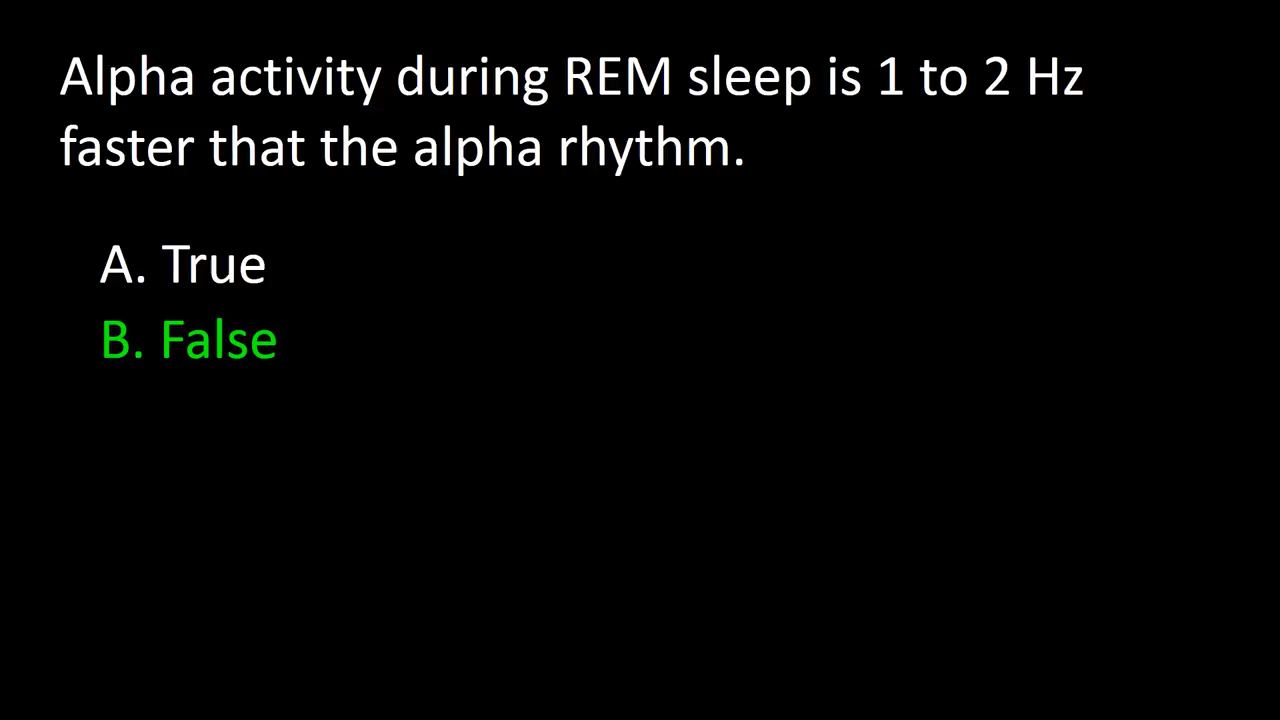 Alpha activity during REM sleep is 1 to 2 Hz
faster that the alpha rhythm.
A. True
B. False